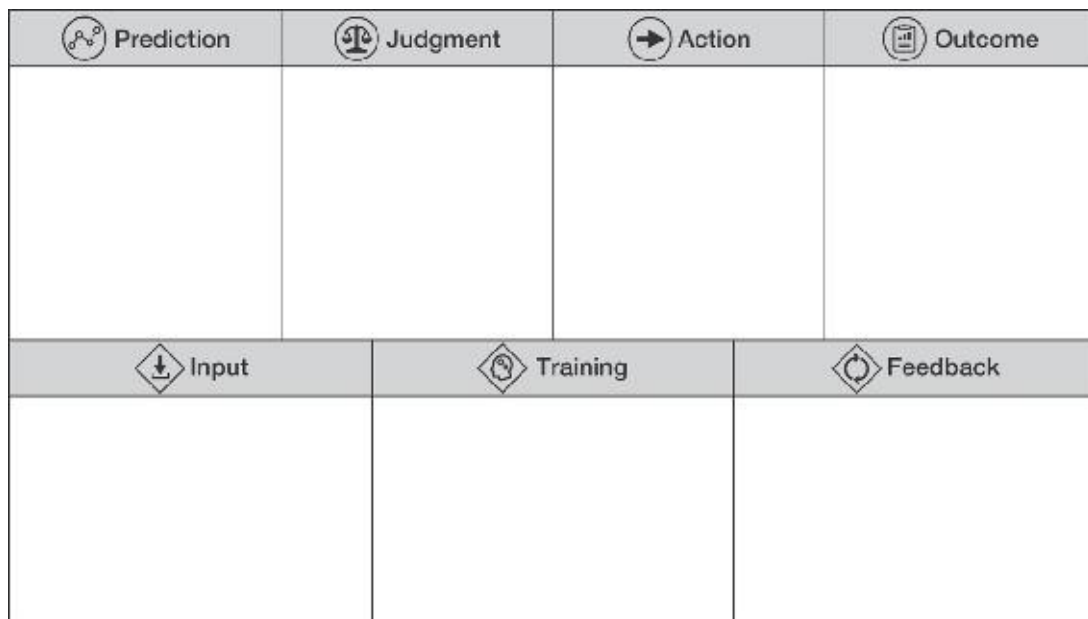 Prediction
Judgment
Action
Outcome
Input
Training
Feedback